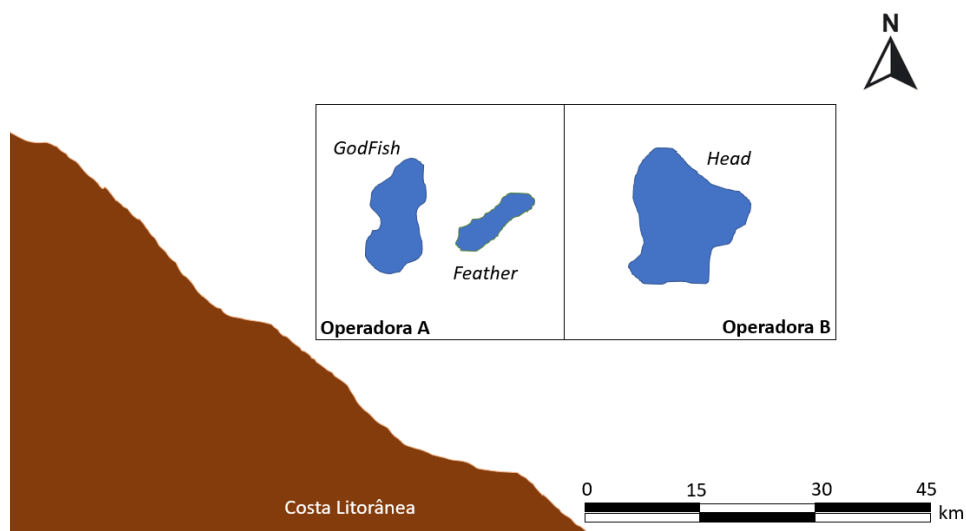 N
GodFish
Head
Feather
Operadora A
Operadora B
Costa Litorânea
0 15 30 45
km